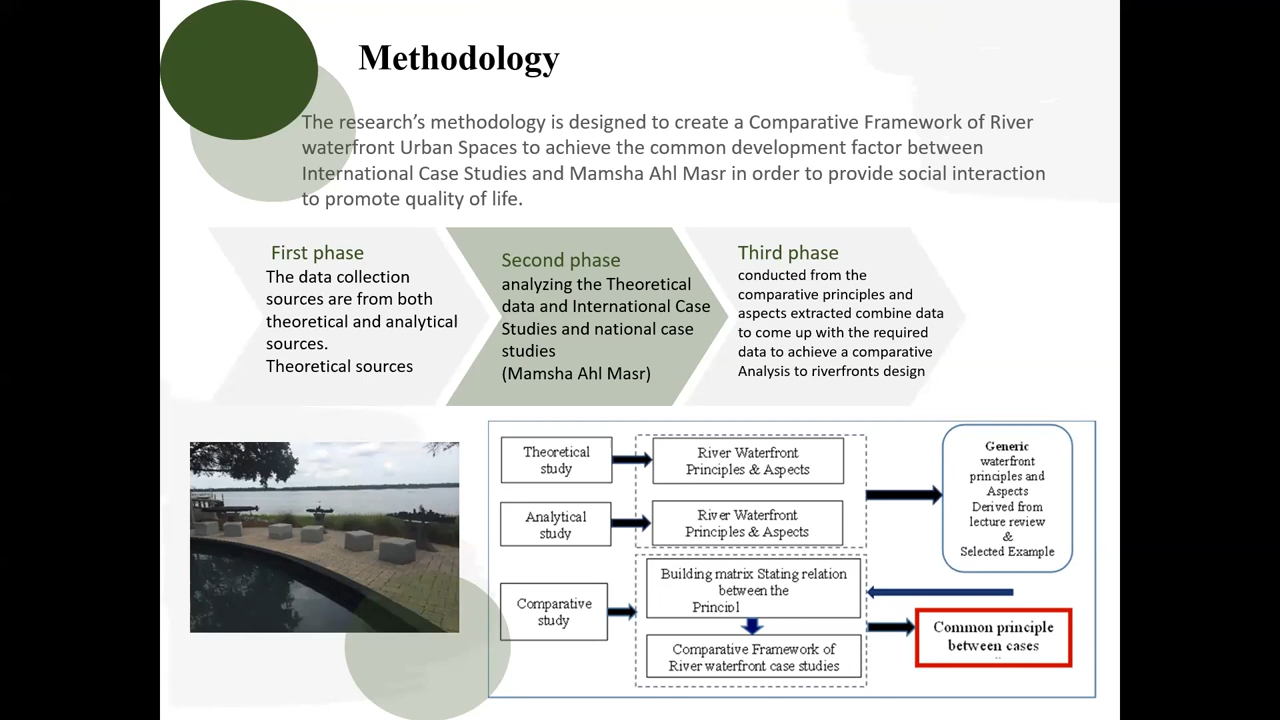 Methodology
The research’s methodology is designed to create a Comparative Framework of River
waterfront Urban Spaces to achieve the common development factor between
International Case Studies and Mamsha Ahl Masr in order to provide social interaction
to promote quality of life.
First phase
The data collection
sources are from both
theoretical and analytical
sources.
Theoretical sources
Second phase
analyzing the Theoretical
data and International Case
Studies and national case
studies
(Mamsha Ahl Masr)
Third phase
conducted from the
comparative principles and
aspects extracted combine data
to come up with the required
data to achieve a comparative
Analysis to riverfronts design
Theoretical
study
River Waterfront
Principles & Aspects
Analytical
study
River Waterfront
Principles & Aspects
Generic
waterfront
principles and
Aspects
Derived from
lecture review
&
Selected Example
Comparative
study
Building matrix Stating relation
between the
Principl
Comparative Framework of
River waterfront case studies
Common principle
between cases